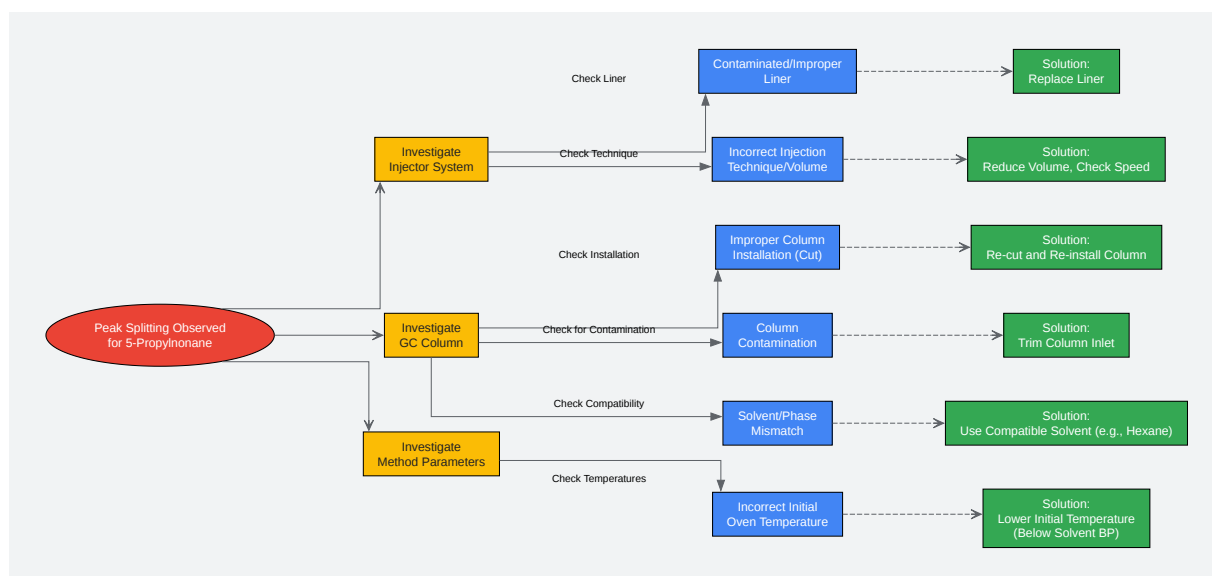 Contaminated/Improper
Liner
Solution:
Replace Liner
Check Liner
Investigate
Injector System
Check Technique
Incorrect Injection
Technique/Volume
Solution:
Reduce Volume, Check Speed
Improper Column
Installation (Cut)
Solution:
Re-cut and Re-install Column
Check Installation
Peak Splitting Observed
for 5-Propylnonane
Investigate
GC Column
Check for Contamination
Column
Contamination
Solution:
Trim Column Inlet
Check Compatibility
Solvent/Phase
Mismatch
Solution:
Use Compatible Solvent (e.g., Hexane)
Investigate
Method Parameters
Check Temperatures
Incorrect Initial
Oven Temperature
Solution:
Lower Initial Temperature
(Below Solvent BP)